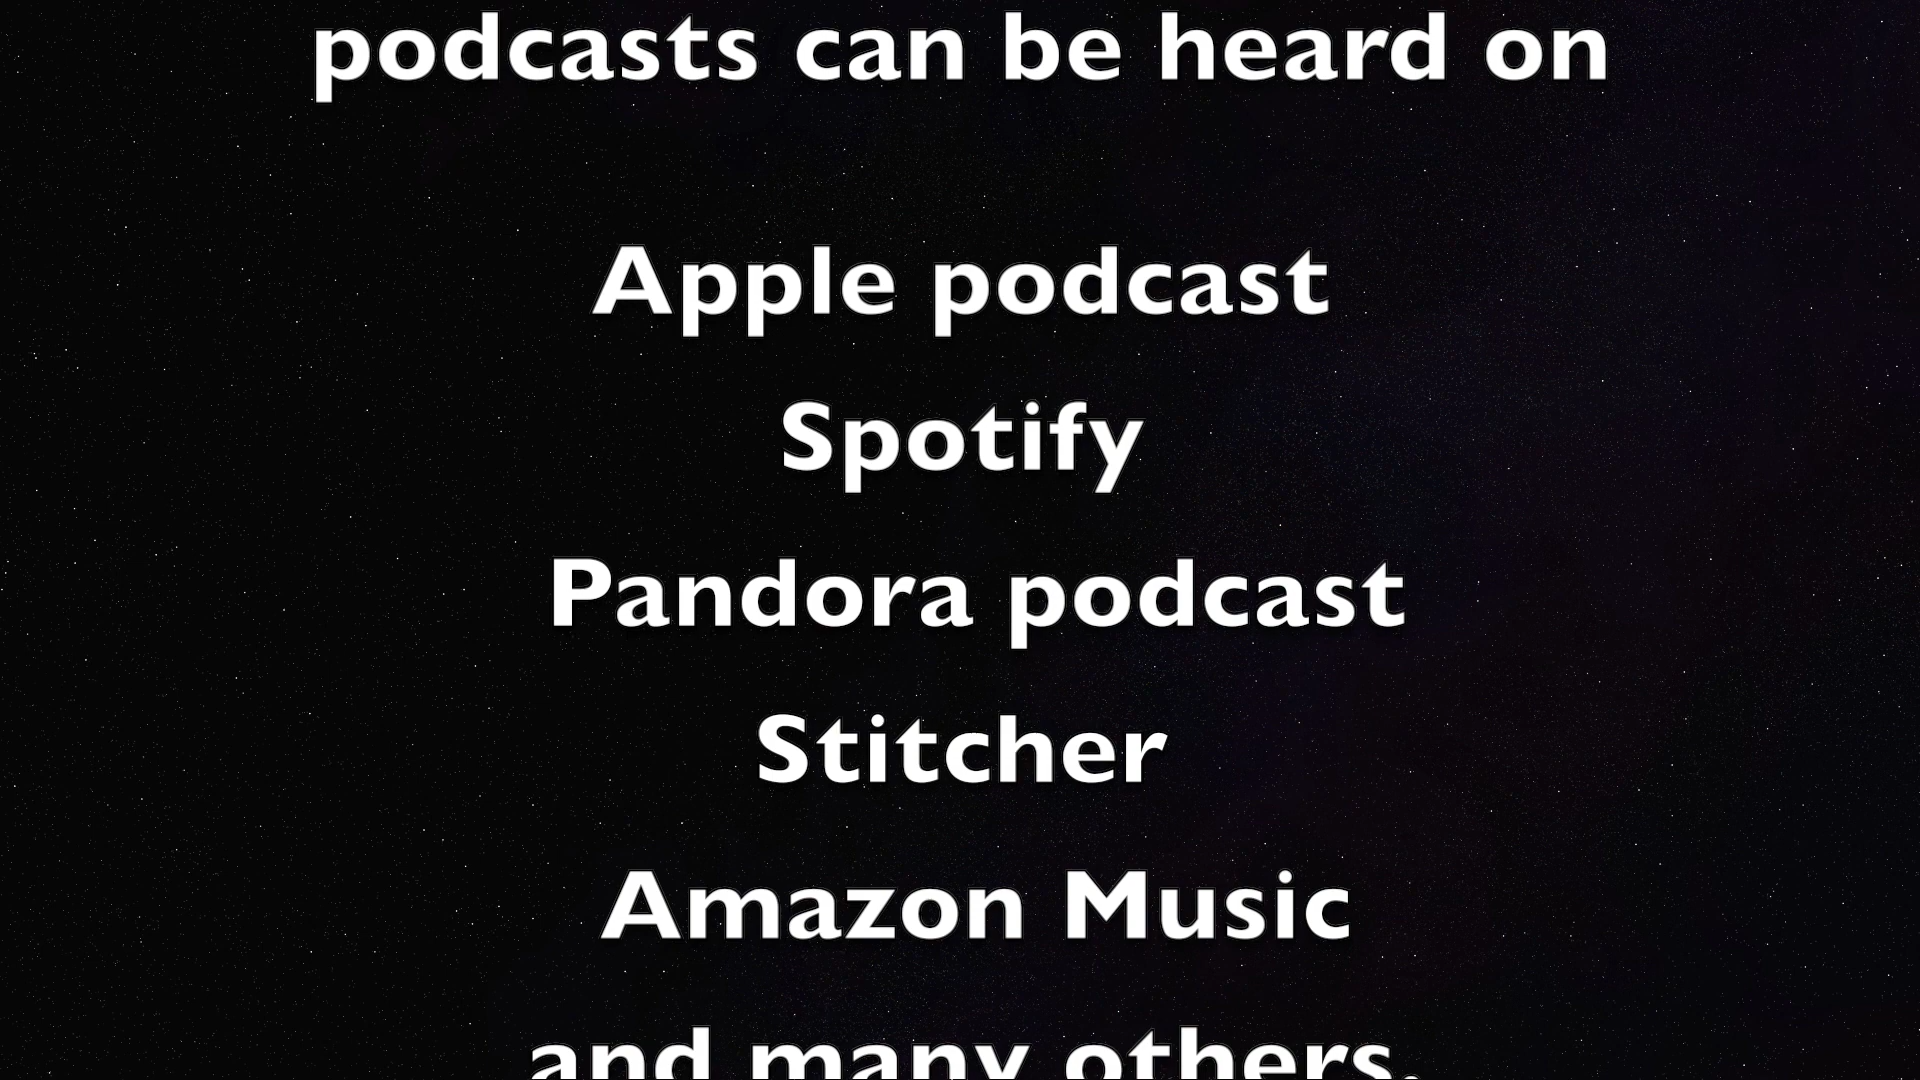 podcasts can be heard on
Apple podcast
Spotify
Pandora podcast
Stitcher
Amazon Music
and many others.